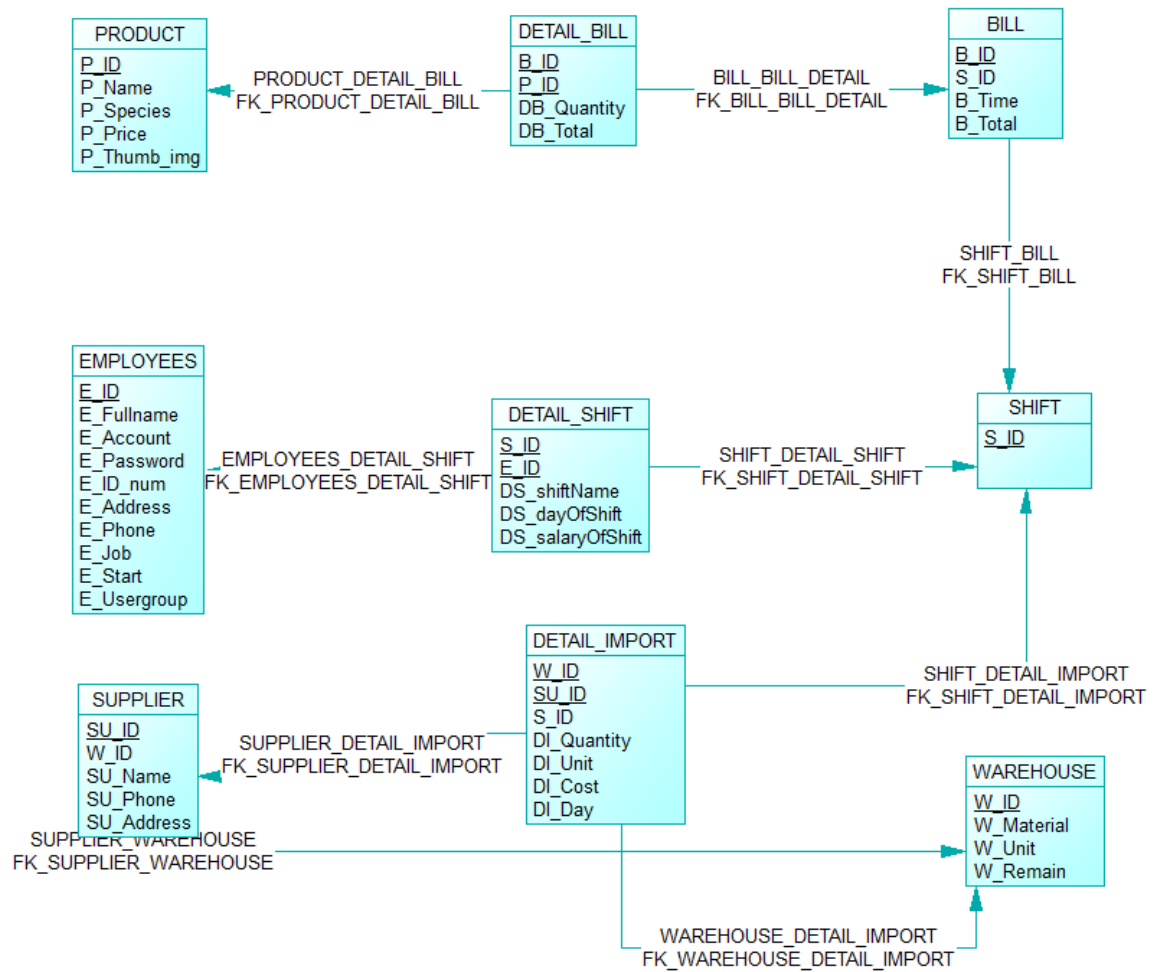 PRODUCT
P_ID
P_Name
P_Species
P_Price
P_Thumb_img
PRODUCT_DETAIL_BILL
FK_PRODUCT_DETAIL_BILL
DETAIL_BILL
B_ID
P_ID
DB_Quantity
DB_Total
BILL_BILL_DETAIL
FK_BILL_BILL_DETAIL
BILL
B_ID
S_ID
B_Time
B_Total
SHIFT_BILL
FK_SHIFT_BILL
EMPLOYEES
E_ID
E_Fullname
E_Account
E_Password
E_ID_num
E_Address
E_Phone
E_Job
E_Start
E_Usergroup
EMPLOYEES_DETAIL_SHIFT
FK_EMPLOYEES_DETAIL_SHIFT
DETAIL_SHIFT
S_ID
E_ID
DS_shiftName
DS_dayOfShift
DS_salaryOfShift
SHIFT_DETAIL_SHIFT
FK_SHIFT_DETAIL_SHIFT
SHIFT
S_ID
SUPPLIER
SU_ID
W_ID
SU_Name
SU_Phone
SU_Address
SUPPLIER_DETAIL_IMPORT
FK_SUPPLIER_DETAIL_IMPORT
DETAIL_IMPORT
W_ID
SU_ID
S_ID
DI_Quantity
DI_Unit
DI_Cost
DI_Day
SHIFT_DETAIL_IMPORT
FK_SHIFT_DETAIL_IMPORT
WAREHOUSE
W_ID
W_Material
W_Unit
W_Remain
SUPPLIER_WAREHOUSE
FK_SUPPLIER_WAREHOUSE
WAREHOUSE_DETAIL_IMPORT
FK_WAREHOUSE_DETAIL_IMPORT